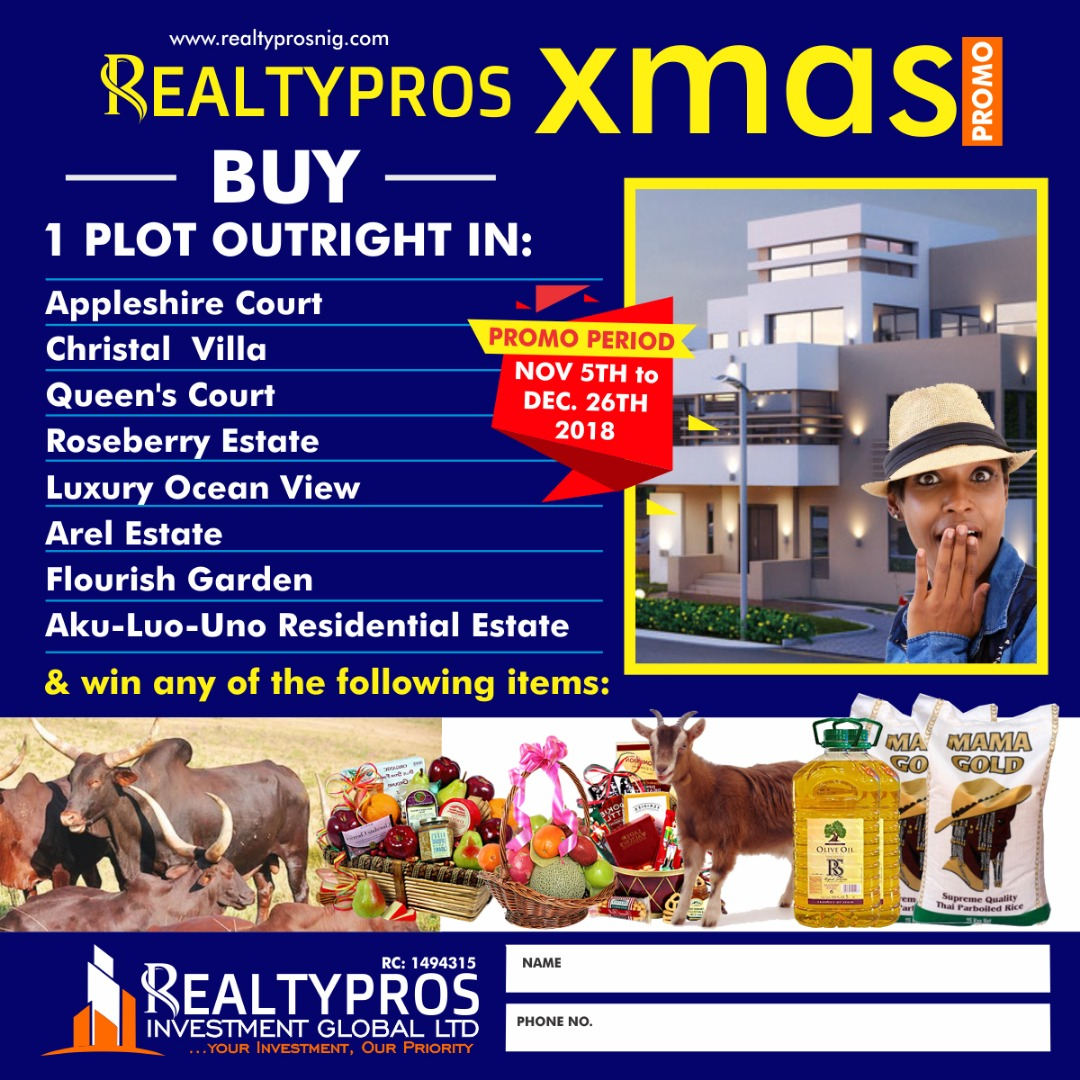 www.realtyprosnig.com
REALTYPROS xmas PROMO
BUY
1 PLOT OUTRIGHT IN:
Appleshire Court
Christal Villa
Queen's Court
Roseberry Estate
Luxury Ocean View
Arel Estate
Flourish Garden
Aku-Luo-Uno Residential Estate
PROMO PERIOD
NOV 5TH to
DEC. 26TH
2018
& win any of the following items:
OLIVE OIL
RS
MAMA
GOLD
Supreme Quality
Thai Parboiled Rice
RC: 1494315
REALTYPROS
INVESTMENT GLOBAL LTD
...YOUR INVESTMENT, OUR PRIORITY
NAME
PHONE NO.